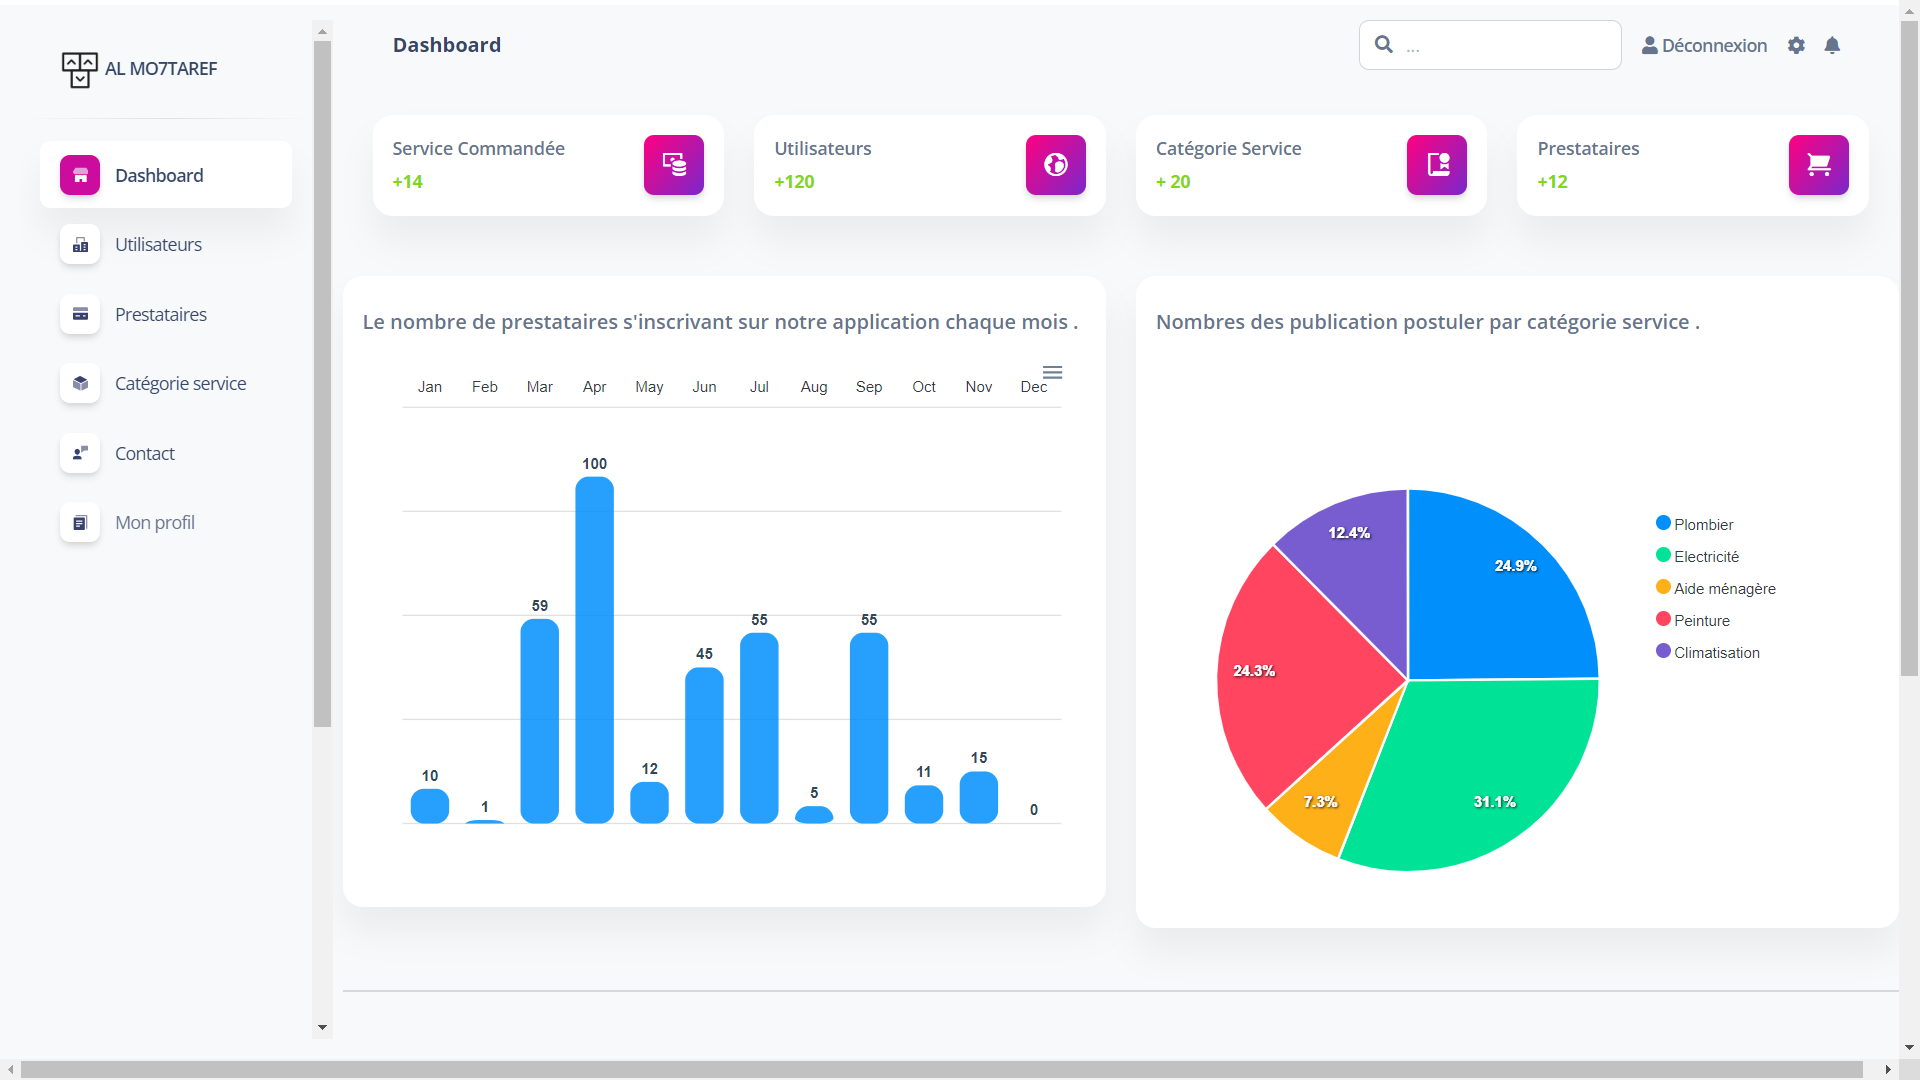 AL MO7TAREF
Dashboard
Utilisateurs
Prestataires
Catégorie service
Contact
Mon profil
Dashboard
...
Déconnexion
Service Commandée
+14
Utilisateurs
+120
Catégorie Service
+ 20
Prestataires
+12
Le nombre de prestataires s'inscrivant sur notre application chaque mois .
Jan Feb Mar Apr May Jun Jul Aug Sep Oct Nov Dec
10 1 59 100 12 45 55 5 55 11 15 0
Nombres des publication postuler par catégorie service .
12.4%
24.9%
24.3%
7.3%
31.1%
Plombier
Electricité
Aide ménagère
Peinture
Climatisation